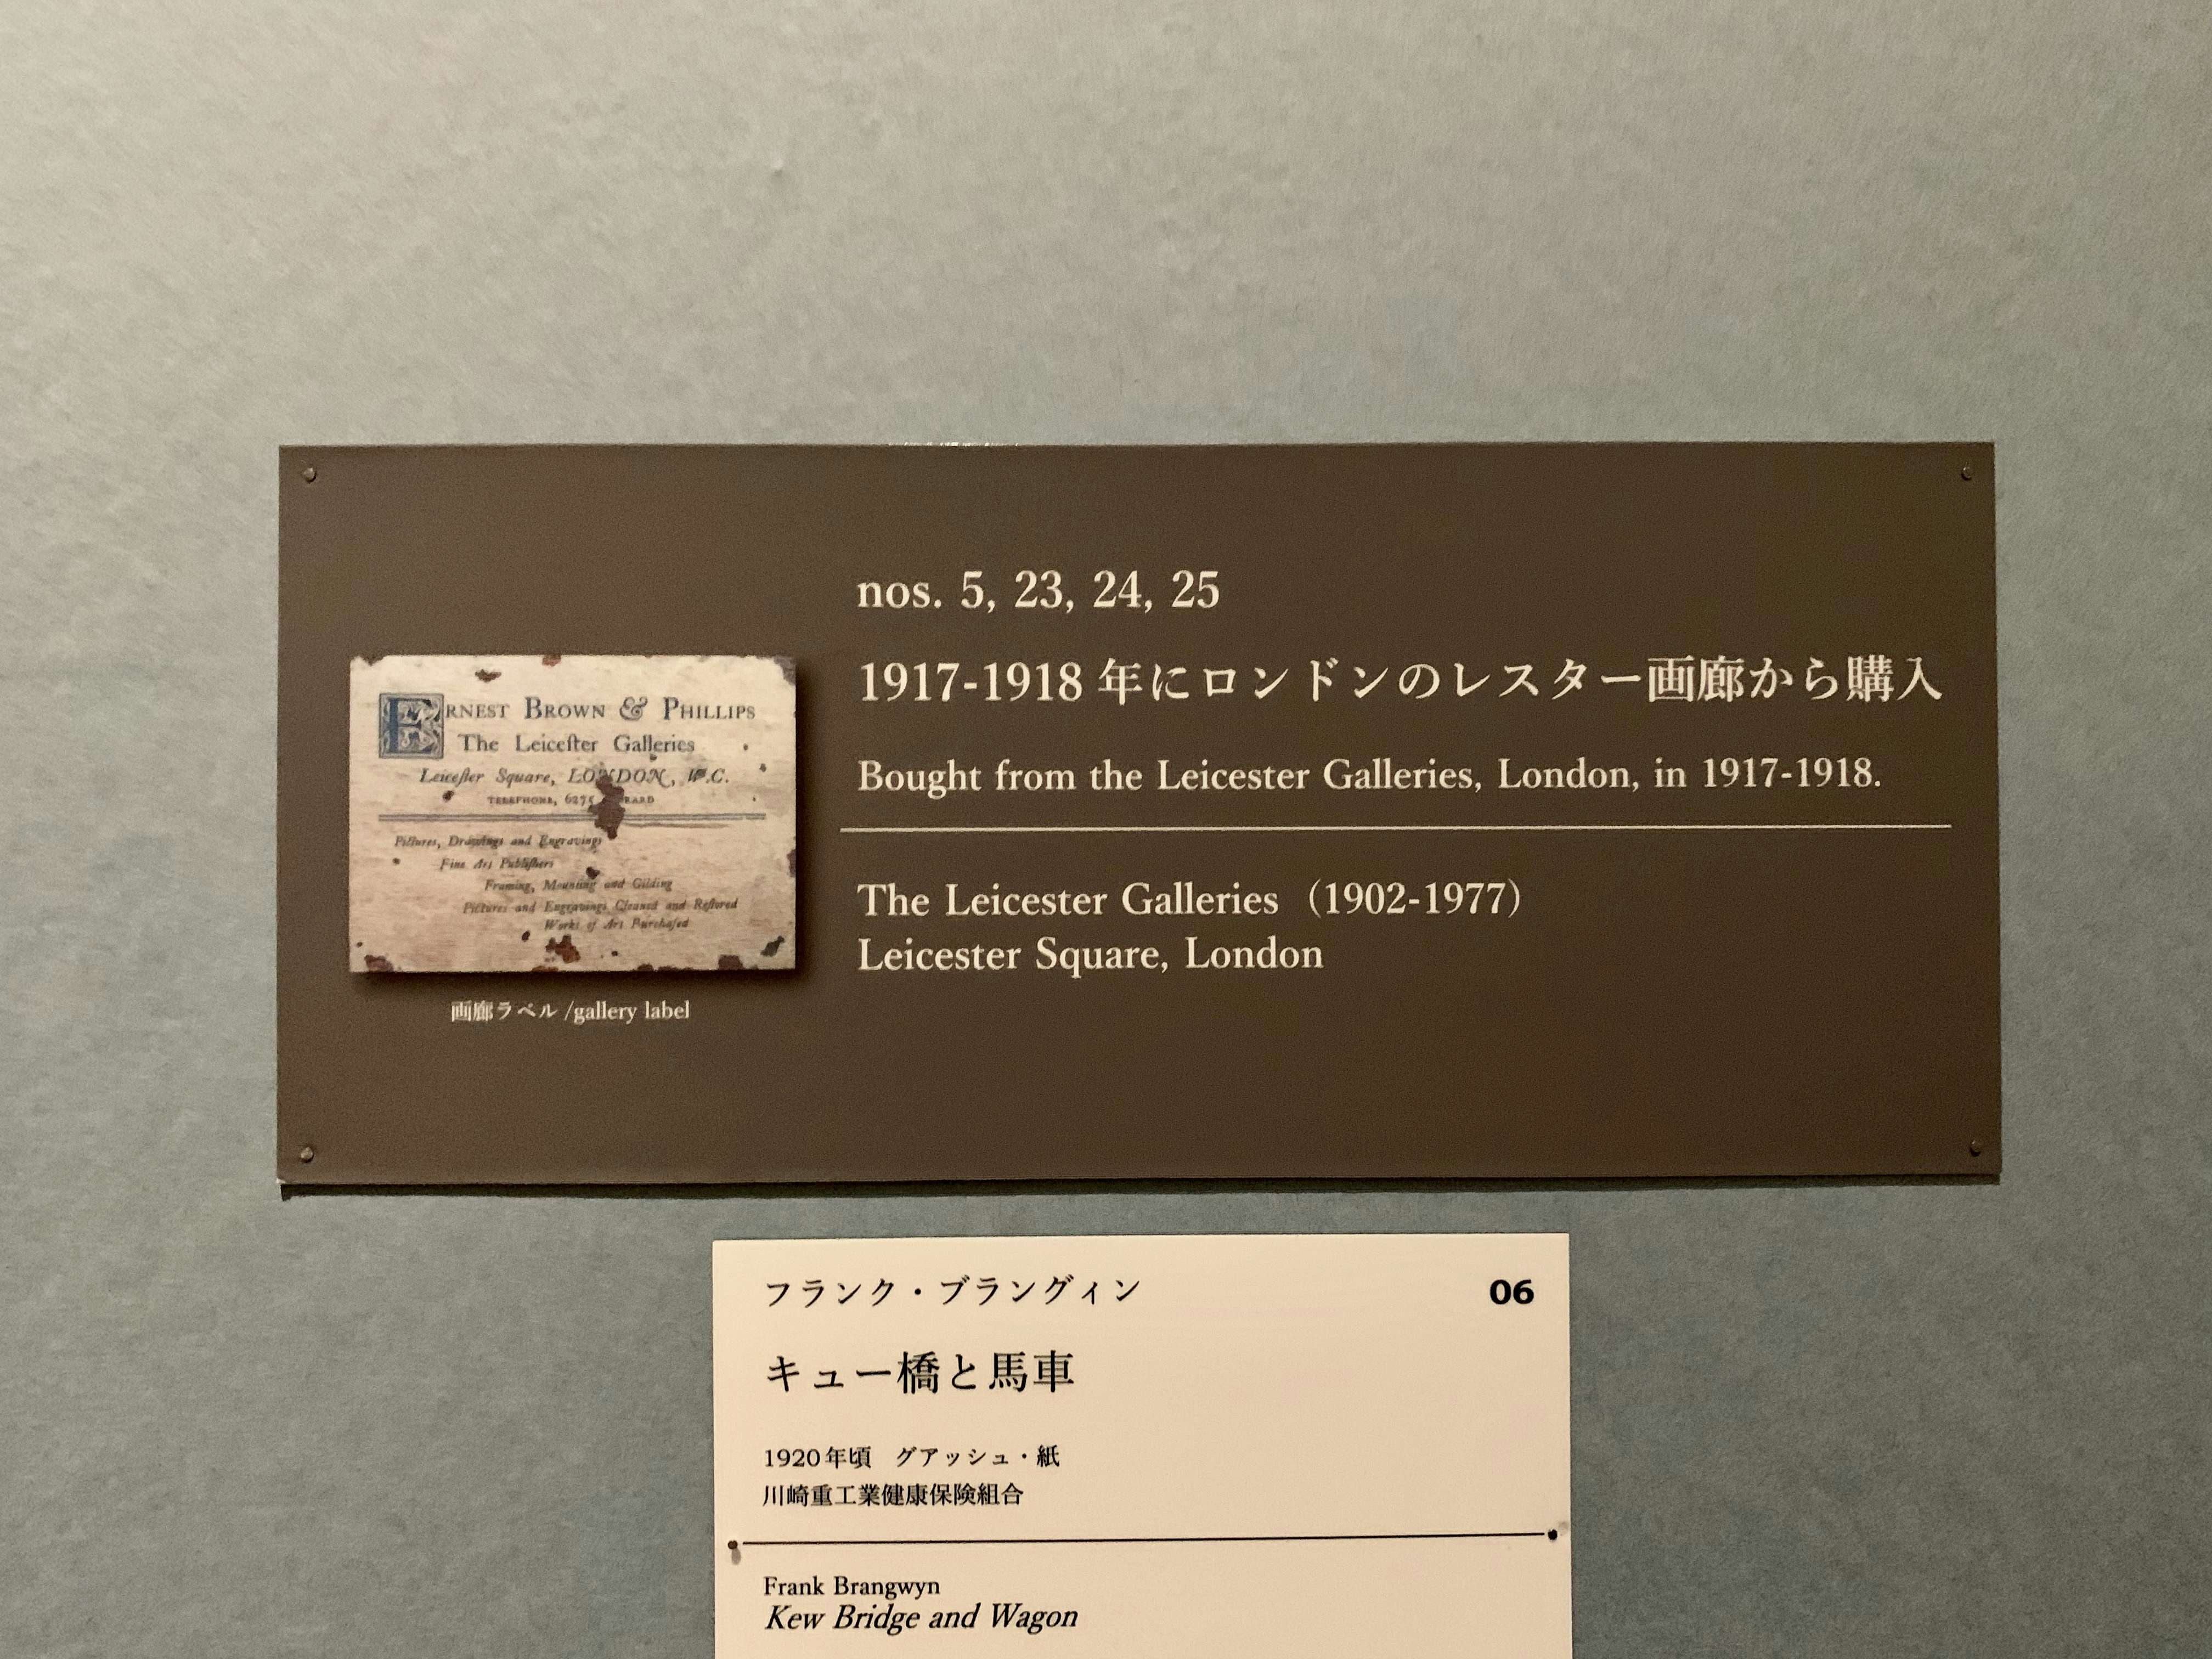 nos. 5, 23, 24, 25
1917-1918 年にロンドンのレスター画廊から購入
Bought from the Leicester Galleries, London, in 1917-1918.
The Leicester Galleries (1902-1977)
Leicester Square, London
ERNEST BROWN & PHILLIPS
The Leiceſter Galleries
Leiceſter Square, LONDON, W.C.
TELEPHONE, 6275
Pictures, Drawings and Engravings
Fine Art Publiſhers
Framing, Mounting and Gilding
Pictures and Engravings Cleaned and Reſtored
Works of Art Purchaſed
画廊ラベル /gallery label
フランク・ブラングィン
06
キュー橋と馬車
1920年頃　グアッシュ・紙
川崎重工業健康保険組合
Frank Brangwyn
Kew Bridge and Wagon